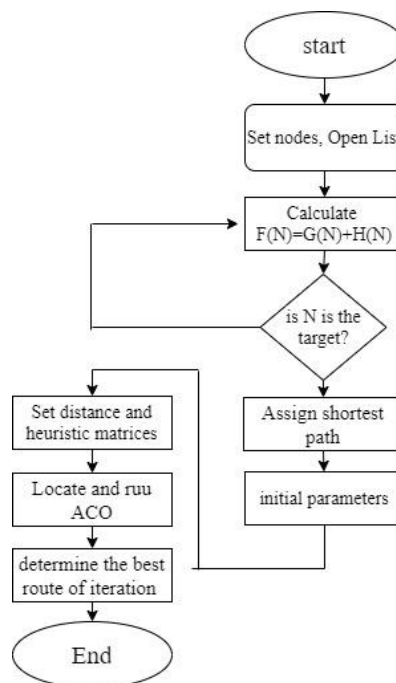 start
Set nodes, Open Lis
Calculate
F(N)=G(N)+H(N)
is N is the
target?
Assign shortest
path
initial parameters
Set distance and
heuristic matrices
Locate and ruu
ACO
determine the best
route of iteration
End